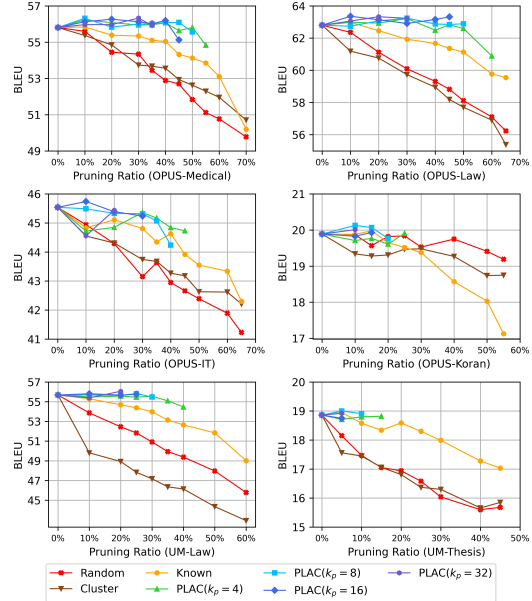 57
55
53
51
49
BLEU
0% 10% 20% 30% 40% 50% 60% 70%
Pruning Ratio (OPUS-Medical)
64
62
60
58
56
BLEU
0% 10% 20% 30% 40% 50% 60% 70%
Pruning Ratio (OPUS-Law)
46
45
44
43
42
41
BLEU
0% 10% 20% 30% 40% 50% 60% 70%
Pruning Ratio (OPUS-IT)
21
20
19
18
17
BLEU
0% 10% 20% 30% 40% 50% 60%
Pruning Ratio (OPUS-Koran)
57
55
53
51
49
47
45
BLEU
0% 10% 20% 30% 40% 50% 60%
Pruning Ratio (UM-Law)
20
19
18
17
16
15
BLEU
0% 10% 20% 30% 40% 50%
Pruning Ratio (UM-Thesis)
Random Known PLAC(kp = 8) PLAC(kp = 32)
Cluster PLAC(kp = 4) PLAC(kp = 16)